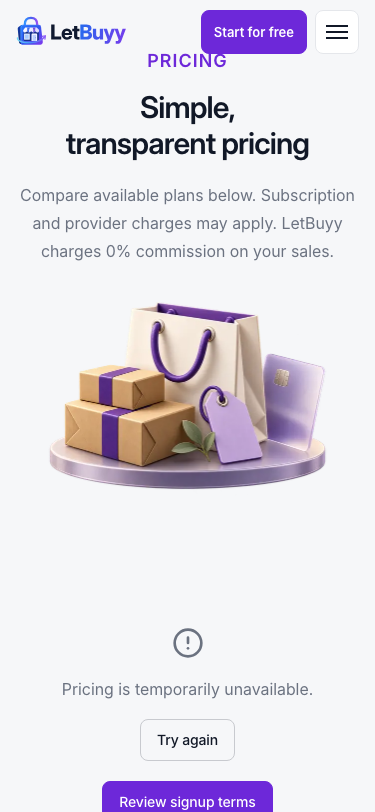 LetBuyy
Start for free
PRICING
Simple,
transparent pricing
Compare available plans below. Subscription
and provider charges may apply. LetBuyy
charges 0% commission on your sales.
Pricing is temporarily unavailable.
Try again
Review signup terms